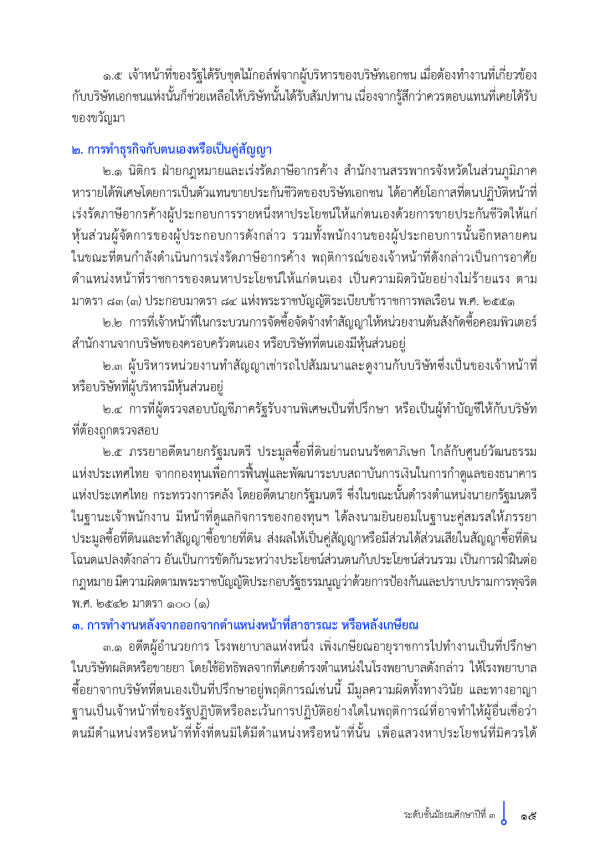 ๑.๕ เจ้าหน้าที่ของรัฐได้รับชุดไม้กอล์ฟจากผู้บริหารของบริษัทเอกชน เมื่อต้องทำงานที่เกี่ยวข้อง
กับบริษัทเอกชนแห่งนั้นก็ช่วยเหลือให้บริษัทนั้นได้รับสัมปทาน เนื่องจากรู้สึกว่าควรตอบแทนที่เคยได้รับ
ของขวัญมา
๒. การทำธุรกิจกับตนเองหรือเป็นคู่สัญญา
๒.๑ นิติกร ฝ่ายกฎหมายและเร่งรัดภาษีอากรค้าง สำนักงานสรรพากรจังหวัดในส่วนภูมิภาค
หารายได้พิเศษโดยการเป็นตัวแทนขายประกันชีวิตของบริษัทเอกชน ได้อาศัยโอกาสที่ตนปฏิบัติหน้าที่
เร่งรัดภาษีอากรค้างผู้ประกอบการรายหนึ่งหาประโยชน์ให้แก่ตนเองด้วยการขายประกันชีวิตให้แก่
หุ้นส่วนผู้จัดการของผู้ประกอบการดังกล่าว รวมทั้งพนักงานของผู้ประกอบการนั้นอีกหลายคน
ในขณะที่ตนกำลังดำเนินการเร่งรัดภาษีอากรค้าง พฤติการณ์ของเจ้าหน้าที่ดังกล่าวเป็นการอาศัย
ตำแหน่งหน้าที่ราชการของตนหาประโยชน์ให้แก่ตนเอง เป็นความผิดวินัยอย่างไม่ร้ายแรง ตาม
มาตรา ๘๓ (๓) ประกอบมาตรา ๘๔ แห่งพระราชบัญญัติระเบียบข้าราชการพลเรือน พ.ศ. ๒๕๕๑
๒.๒ การที่เจ้าหน้าที่ในกระบวนการจัดซื้อจัดจ้างทำสัญญาให้หน่วยงานต้นสังกัดซื้อคอมพิวเตอร์
สำนักงานจากบริษัทของครอบครัวตนเอง หรือบริษัทที่ตนเองมีหุ้นส่วนอยู่
๒.๓ ผู้บริหารหน่วยงานทำสัญญาเช่ารถไปสัมมนาและดูงานกับบริษัทซึ่งเป็นของเจ้าหน้าที่
หรือบริษัทที่ผู้บริหารมีหุ้นส่วนอยู่
๒.๔ การที่ผู้ตรวจสอบบัญชีภาครัฐรับงานพิเศษเป็นที่ปรึกษา หรือเป็นผู้ทำบัญชีให้กับบริษัท
ที่ต้องถูกตรวจสอบ
๒.๕ ภรรยาอดีตนายกรัฐมนตรี ประมูลซื้อที่ดินย่านถนนรัชดาภิเษก ใกล้กับศูนย์วัฒนธรรม
แห่งประเทศไทย จากกองทุนเพื่อการฟื้นฟูและพัฒนาระบบสถาบันการเงินในการกำดูแลของธนาคาร
แห่งประเทศไทย กระทรวงการคลัง โดยอดีตนายกรัฐมนตรี ซึ่งในขณะนั้นดำรงตำแหน่งนายกรัฐมนตรี
ในฐานะเจ้าพนักงาน มีหน้าที่ดูแลกิจการของกองทุนฯ ได้ลงนามยินยอมในฐานะคู่สมรสให้ภรรยา
ประมูลซื้อที่ดินและทำสัญญาซื้อขายที่ดิน ส่งผลให้เป็นคู่สัญญาหรือมีส่วนได้ส่วนเสียในสัญญาซื้อที่ดิน
โฉนดแปลงดังกล่าว อันเป็นการขัดกันระหว่างประโยชน์ส่วนตนกับประโยชน์ส่วนรวม เป็นการฝ่าฝืนต่อ
กฎหมาย มีความผิดตามพระราชบัญญัติประกอบรัฐธรรมนูญว่าด้วยการป้องกันและปราบปรามการทุจริต
พ.ศ. ๒๕๔๒ มาตรา ๑๐๐ (๑)
๓. การทำงานหลังจากออกจากตำแหน่งหน้าที่สาธารณะ หรือหลังเกษียณ
๓.๑ อดีตผู้อำนวยการ โรงพยาบาลแห่งหนึ่ง เพิ่งเกษียณอายุราชการไปทำงานเป็นที่ปรึกษา
ในบริษัทผลิตหรือขายยา โดยใช้อิทธิพลจากที่เคยดำรงตำแหน่งในโรงพยาบาลดังกล่าว ให้โรงพยาบาล
ซื้อยาจากบริษัทที่ตนเองเป็นที่ปรึกษาอยู่พฤติการณ์เช่นนี้ มีมูลความผิดทั้งทางวินัย และทางอาญา
ฐานเป็นเจ้าหน้าที่ของรัฐปฏิบัติหรือละเว้นการปฏิบัติอย่างใดในพฤติการณ์ที่อาจทำให้ผู้อื่นเชื่อว่า
ตนมีตำแหน่งหรือหน้าที่ทั้งที่ตนมิได้มีตำแหน่งหรือหน้าที่นั้น เพื่อแสวงหาประโยชน์ที่มิควรได้
ระดับชั้นมัธยมศึกษาปีที่ ๓ ๑๕